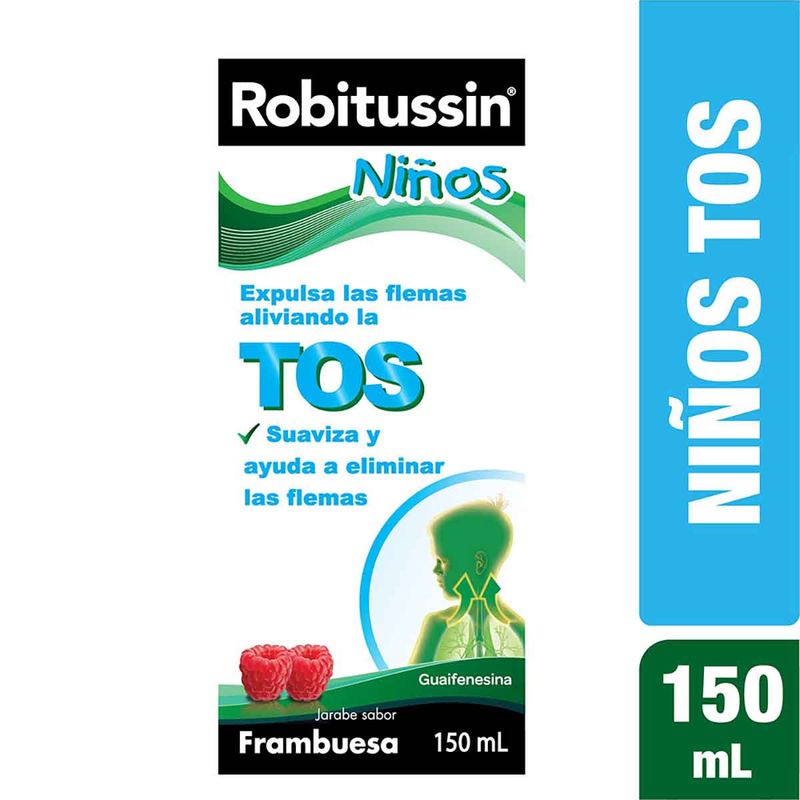 Robitussin®
Niños
Expulsa las flemas
aliviando la
TOS
✓ Suaviza y
ayuda a eliminar
las flemas
Guaifenesina
Jarabe sabor
Frambuesa 150 mL
NIÑOS TOS
150
mL